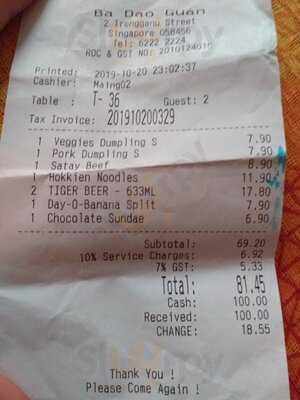 Ba Dao Guan
2 Trengganu Street
Singapore 058456
Tel: 6222 2224
ROC & GST NO:
Printed: 2019-10-20 23:02:37
Cashier: Maing02
Table : T- 36 Guest: 2
Tax Invoice: 201910200329
1 Veggies Dumpling S 7.90
1 Pork Dumpling S 7.90
1 Satay Beef 8.90
1 Hokkien Noodles 11.90
2 TIGER BEER - 633ML 17.80
1 Day-O-Banana Split 7.90
1 Chocolate Sundae 6.90
Subtotal: 69.20
10% Service Charges: 6.92
7% GST: 5.33
Total: 81.45
Cash: 100.00
Received: 100.00
CHANGE: 18.55
Thank You !
Please Come Again !